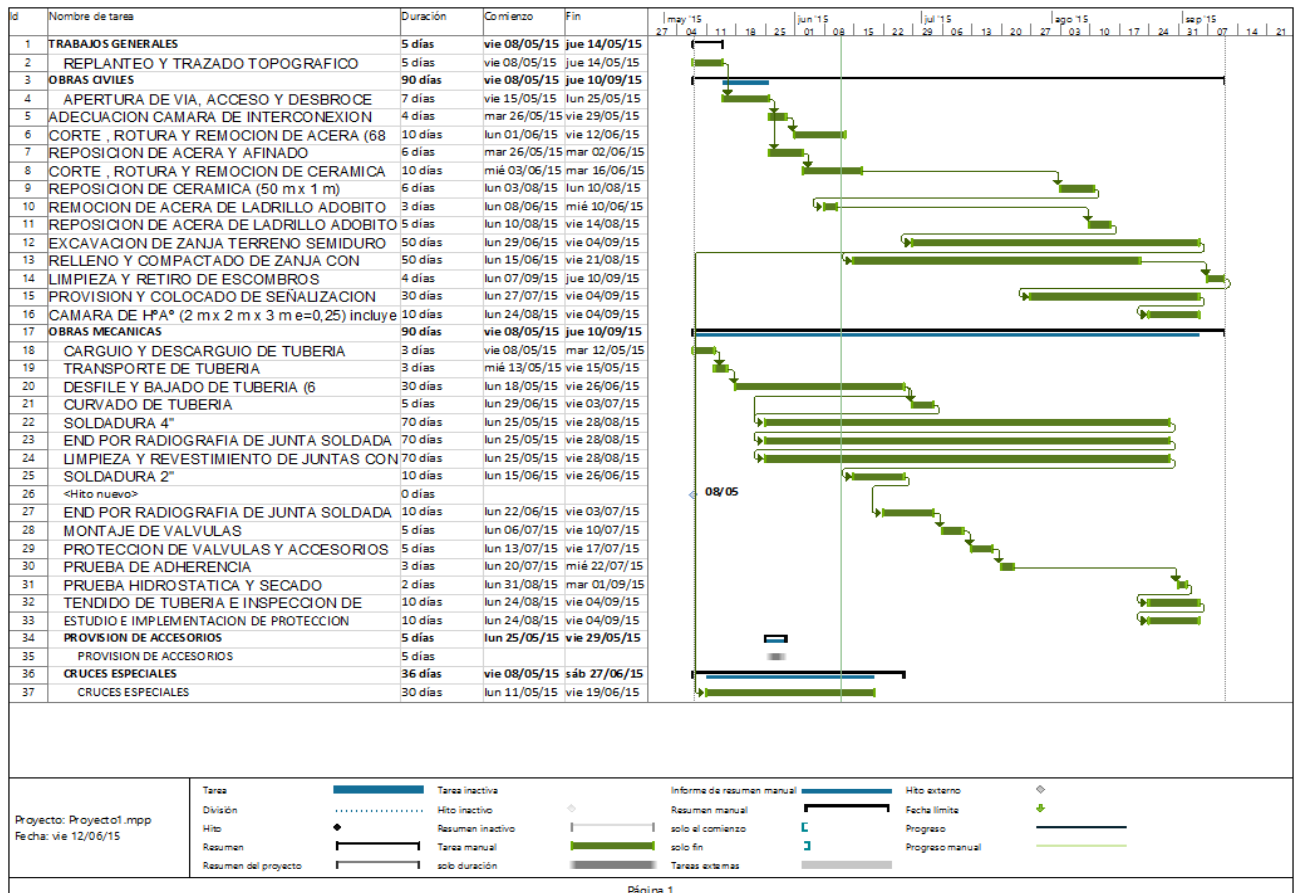 Id Nombre de tarea Duración Comienzo Fin may '15 jun '15 jul '15 ago '15 sep '15
27 04 11 18 25 01 08 15 22 29 06 13 20 27 03 10 17 24 31 07 14 21
1 TRABAJOS GENERALES 5 días vie 08/05/15 jue 14/05/15
2 REPLANTEO Y TRAZADO TOPOGRAFICO 5 días vie 08/05/15 jue 14/05/15
3 OBRAS CIVILES 90 días vie 08/05/15 jue 10/09/15
4 APERTURA DE VIA, ACCESO Y DESBROCE 7 días vie 15/05/15 lun 25/05/15
5 ADECUACION CAMARA DE INTERCONEXION 4 días mar 26/05/15 vie 29/05/15
6 CORTE , ROTURA Y REMOCION DE ACERA (68 10 días lun 01/06/15 vie 12/06/15
7 REPOSICION DE ACERA Y AFINADO 6 días mar 26/05/15 mar 02/06/15
8 CORTE , ROTURA Y REMOCION DE CERAMICA 10 días mié 03/06/15 mar 16/06/15
9 REPOSICION DE CERAMICA (50 m x 1 m) 6 días lun 03/08/15 lun 10/08/15
10 REMOCION DE ACERA DE LADRILLO ADOBITO 3 días lun 08/06/15 mié 10/06/15
11 REPOSICION DE ACERA DE LADRILLO ADOBITO 5 días lun 10/08/15 vie 14/08/15
12 EXCAVACION DE ZANJA TERRENO SEMIDURO 50 días lun 29/06/15 vie 04/09/15
13 RELLENO Y COMPACTADO DE ZANJA CON 50 días lun 15/06/15 vie 21/08/15
14 LIMPIEZA Y RETIRO DE ESCOMBROS 4 días lun 07/09/15 jue 10/09/15
15 PROVISION Y COLOCADO DE SEÑALIZACION 30 días lun 27/07/15 vie 04/09/15
16 CAMARA DE HºAº (2 m x 2 m x 3 m e=0,25) incluye 10 días lun 24/08/15 vie 04/09/15
17 OBRAS MECANICAS 90 días vie 08/05/15 jue 10/09/15
18 CARGUIO Y DESCARGUIO DE TUBERIA 3 días vie 08/05/15 mar 12/05/15
19 TRANSPORTE DE TUBERIA 3 días mié 13/05/15 vie 15/05/15
20 DESFILE Y BAJADO DE TUBERIA (6 30 días lun 18/05/15 vie 26/06/15
21 CURVADO DE TUBERIA 5 días lun 29/06/15 vie 03/07/15
22 SOLDADURA 4" 70 días lun 25/05/15 vie 28/08/15
23 END POR RADIOGRAFIA DE JUNTA SOLDADA 70 días lun 25/05/15 vie 28/08/15
24 LIMPIEZA Y REVESTIMIENTO DE JUNTAS CON 70 días lun 25/05/15 vie 28/08/15
25 SOLDADURA 2" 10 días lun 15/06/15 vie 26/06/15
26 <Hito nuevo> 0 días 08/05
27 END POR RADIOGRAFIA DE JUNTA SOLDADA 10 días lun 22/06/15 vie 03/07/15
28 MONTAJE DE VALVULAS 5 días lun 06/07/15 vie 10/07/15
29 PROTECCION DE VALVULAS Y ACCESORIOS 5 días lun 13/07/15 vie 17/07/15
30 PRUEBA DE ADHERENCIA 3 días lun 20/07/15 mié 22/07/15
31 PRUEBA HIDROSTATICA Y SECADO 2 días lun 31/08/15 mar 01/09/15
32 TENDIDO DE TUBERIA E INSPECCION DE 10 días lun 24/08/15 vie 04/09/15
33 ESTUDIO E IMPLEMENTACION DE PROTECCION 10 días lun 24/08/15 vie 04/09/15
34 PROVISION DE ACCESORIOS 5 días lun 25/05/15 vie 29/05/15
35 PROVISION DE ACCESORIOS 5 días
36 CRUCES ESPECIALES 36 días vie 08/05/15 sáb 27/06/15
37 CRUCES ESPECIALES 30 días lun 11/05/15 vie 19/06/15
Proyecto: Proyecto1.mpp
Fecha: vie 12/06/15
Tarea Tarea inactiva Informe de resumen manual Hito externo
División Hito inactivo Resumen manual Fecha límite
Hito Resumen inactivo solo el comienzo Progreso
Resumen Tarea manual solo fin Progreso manual
Resumen del proyecto solo duración Tareas externas
Página 1